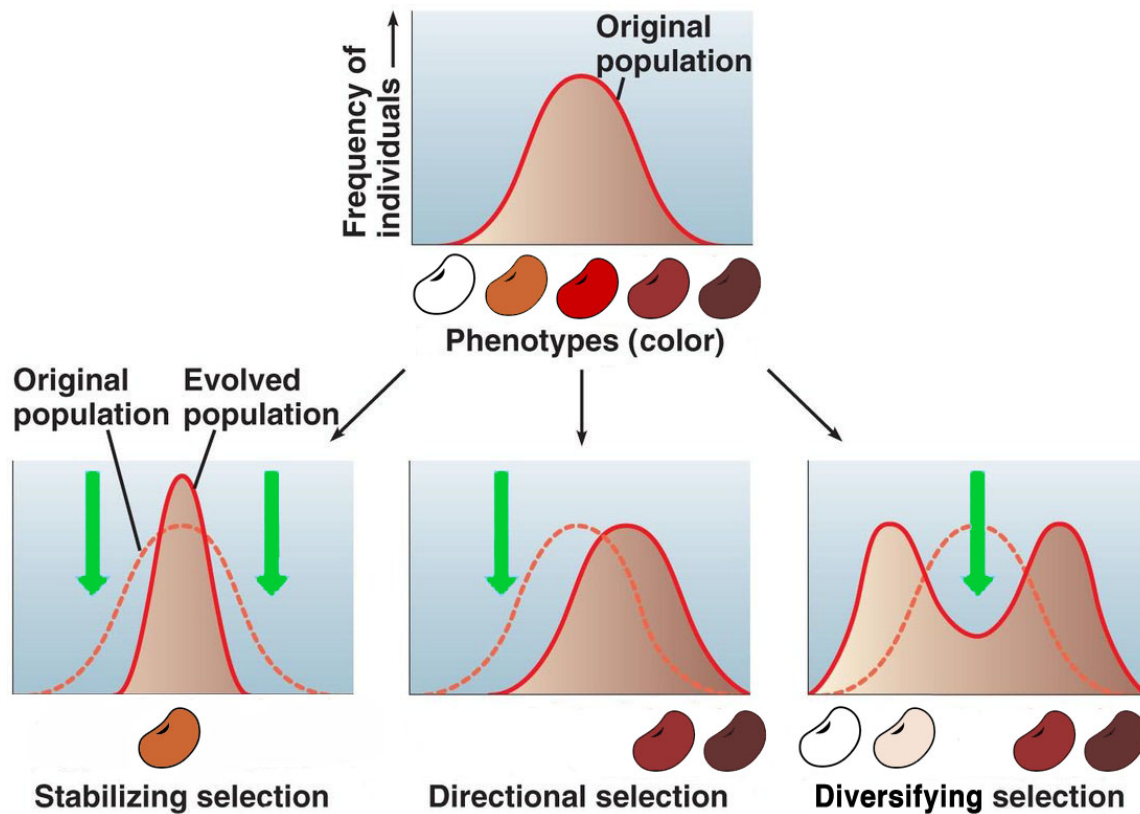 Frequency of
individuals
Original
population
Phenotypes (color)
Original
population
Evolved
population
Stabilizing selection
Directional selection
Diversifying selection